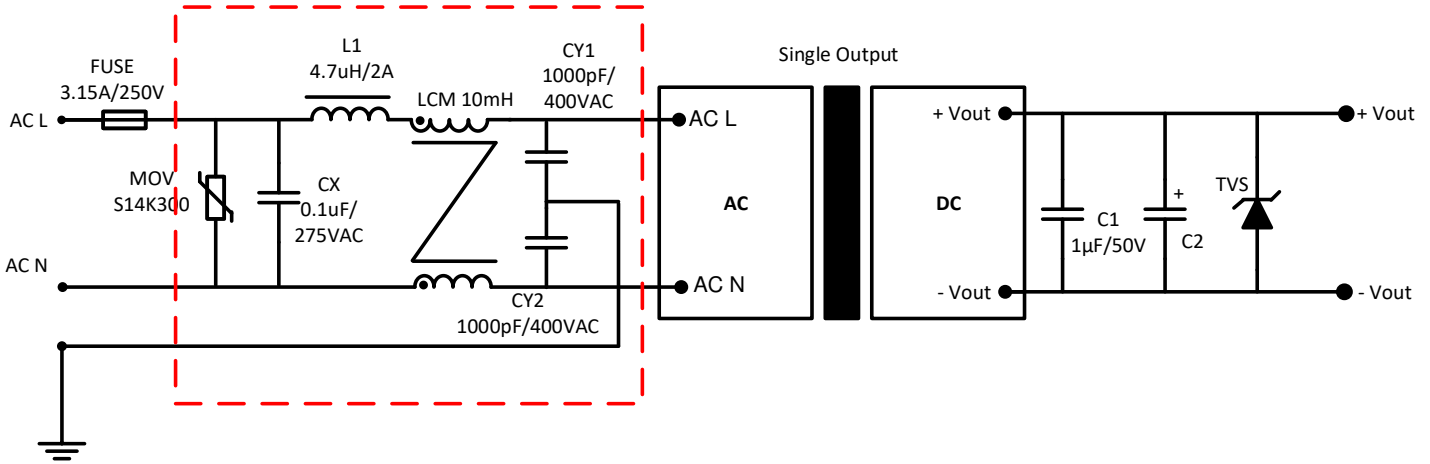 FUSE
3.15A/250V
AC L
L1
4.7uH/2A
LCM 10mH
CY1
1000pF/
400VAC
MOV
S14K300
CX
0.1uF/
275VAC
AC N
CY2
1000pF/400VAC
AC L
AC
AC N
Single Output
+ Vout
DC
- Vout
C1
1µF/50V
+
C2
TVS
+ Vout
- Vout